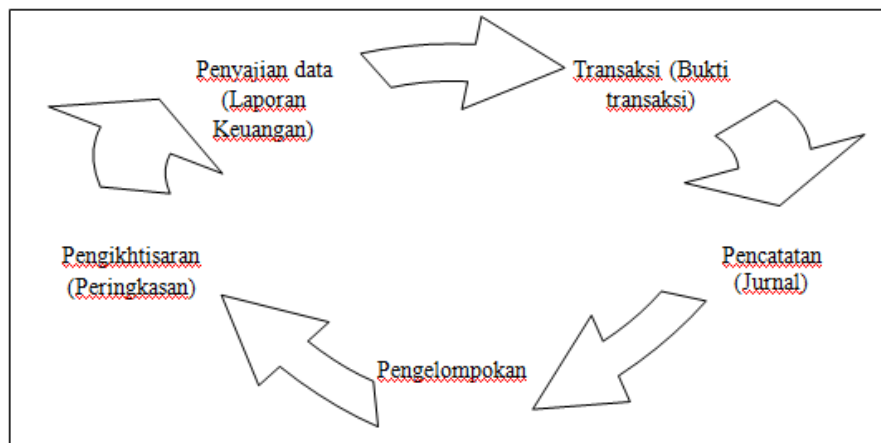 Penyajian data
(Laporan
Keuangan)
Transaksi (Bukti
transaksi)
Pencatatan
(Jurnal)
Pengelompokan
Pengikhtisaran
(Peringkasan)